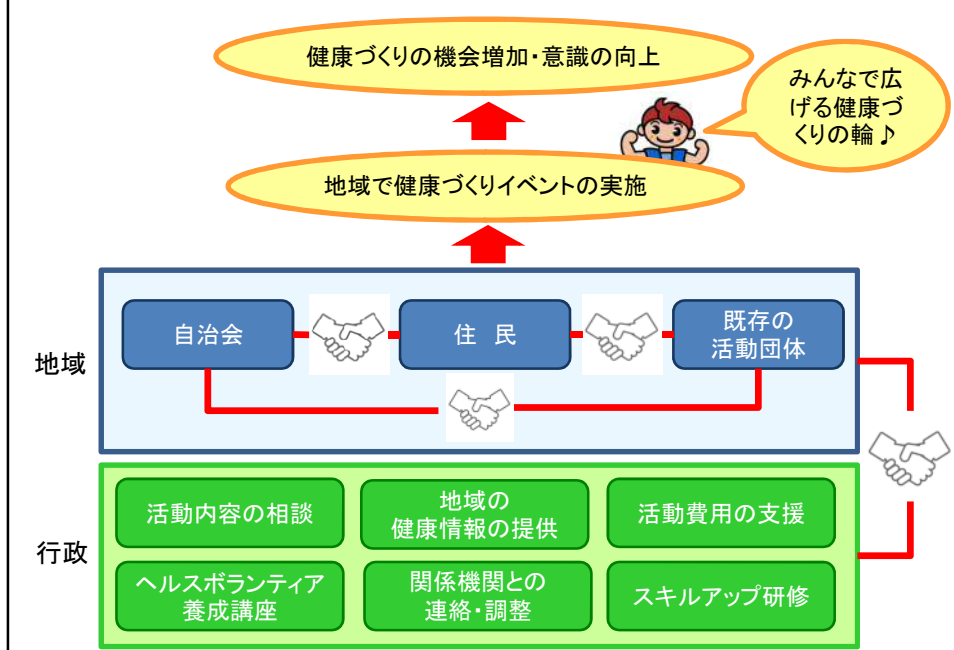 健康づくりの機会増加・意識の向上
みんなで広
げる健康づ
くりの輪♪
地域で健康づくりイベントの実施
地域
自治会
住　民
既存の
活動団体
行政
活動内容の相談
地域の
健康情報の提供
活動費用の支援
ヘルスボランティア
養成講座
関係機関との
連絡・調整
スキルアップ研修